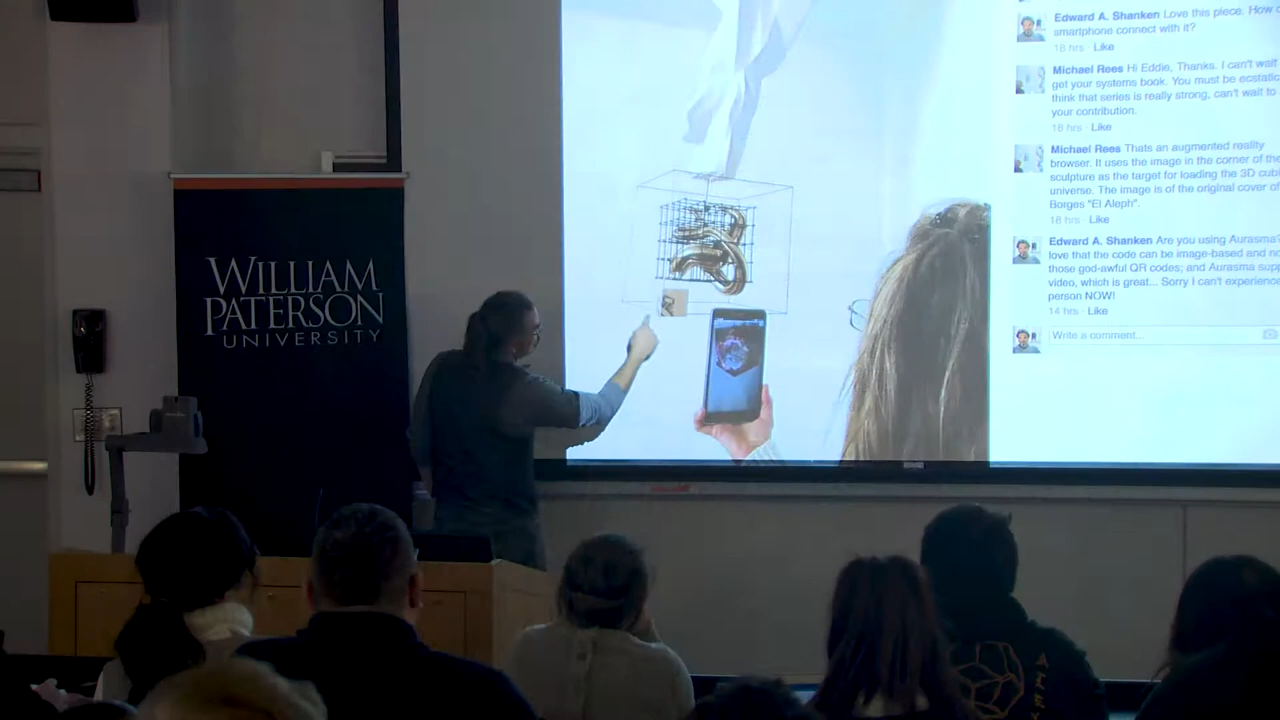 WILLIAM
PATERSON
UNIVERSITY
Edward A. Shanken Love this piece. How
smartphone connect with it?
18 hrs · Like
Michael Rees Hi Eddie, Thanks. I can't wait
get your systems book. You must be ecstatic
think that series is really strong, can't wait to
your contribution.
18 hrs · Like
Michael Rees Thats an augmented reality
browser. It uses the image in the corner of the
sculpture as the target for loading the 3D cubi
universe. The image is of the original cover of
Borges "El Aleph".
18 hrs · Like
Edward A. Shanken Are you using Aurasma?
love that the code can be image-based and no
those god-awful QR codes; and Aurasma supp
video, which is great... Sorry I can't experience
person NOW!
14 hrs · Like
Write a comment...